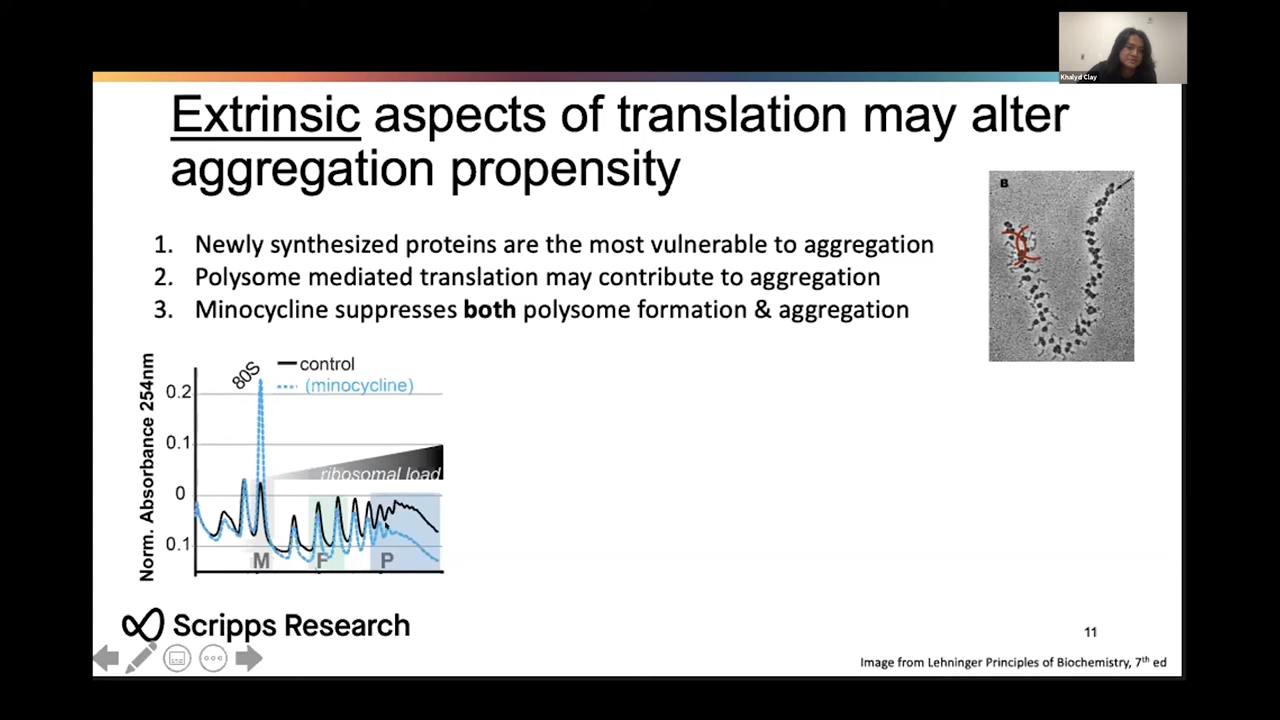 Khalyd Clay
Extrinsic aspects of translation may alter
aggregation propensity
B
1. Newly synthesized proteins are the most vulnerable to aggregation
2. Polysome mediated translation may contribute to aggregation
3. Minocycline suppresses both polysome formation & aggregation
Norm. Absorbance 254nm
80S
control
(minocycline)
0.2
0.1
ribosomal load
0
0.1
M F P
Scripps Research
11
Image from Lehninger Principles of Biochemistry, 7th ed